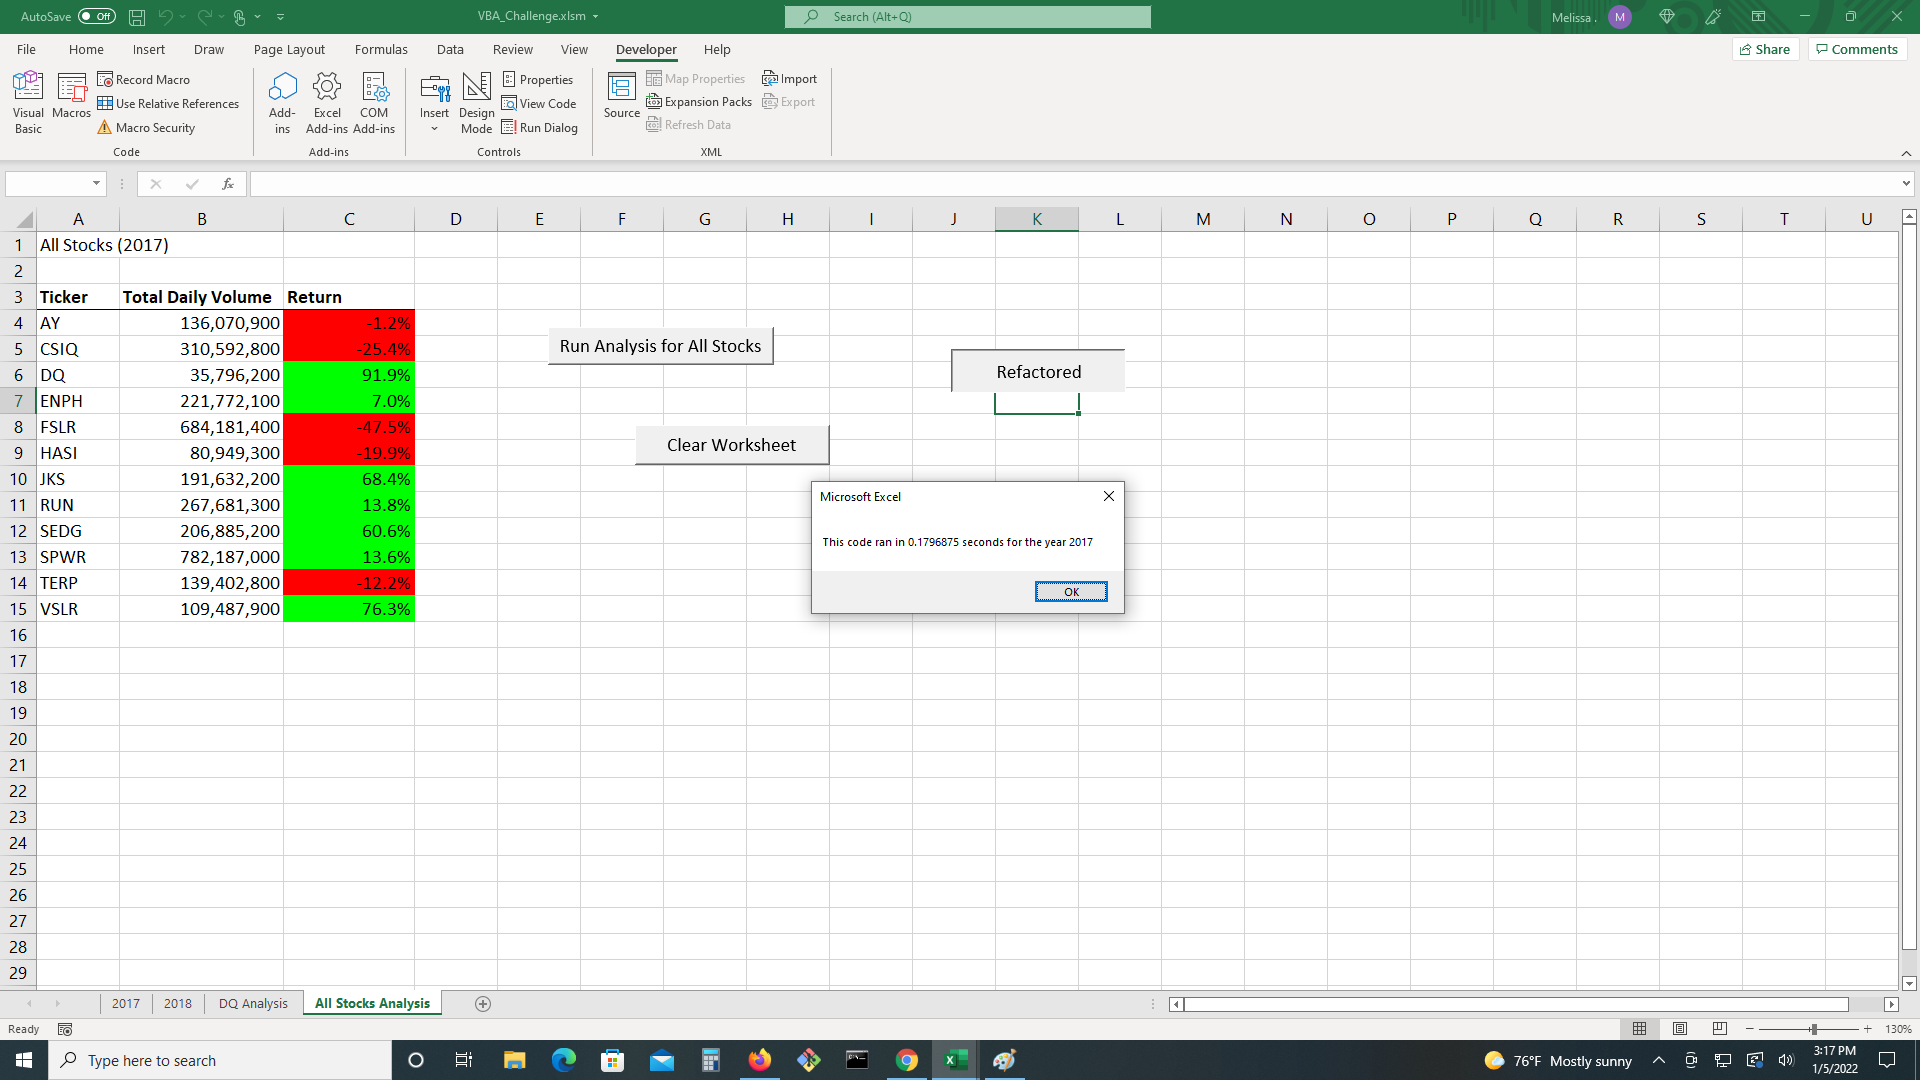 AutoSave Off VBA_Challenge.xlsm Search (Alt+Q) Melissa . M
File Home Insert Draw Page Layout Formulas Data Review View Developer Help Share Comments
Visual Basic
Macros
Record Macro
Use Relative References
Macro Security
Code
Add-ins
Excel Add-ins
COM Add-ins
Add-ins
Insert
Design Mode
Properties
View Code
Run Dialog
Controls
Source
Map Properties
Expansion Packs
Refresh Data
Import
Export
XML
fx
A B C D E F G H I J K L M N O P Q R S T U
1 All Stocks (2017)
2
3 Ticker Total Daily Volume Return
4 AY 136,070,900 -1.2%
5 CSIQ 310,592,800 -25.4%
6 DQ 35,796,200 91.9%
7 ENPH 221,772,100 7.0%
8 FSLR 684,181,400 -47.5%
9 HASI 80,949,300 -19.9%
10 JKS 191,632,200 68.4%
11 RUN 267,681,300 13.8%
12 SEDG 206,885,200 60.6%
13 SPWR 782,187,000 13.6%
14 TERP 139,402,800 -12.2%
15 VSLR 109,487,900 76.3%
16
17
18
19
20
21
22
23
24
25
26
27
28
29
Run Analysis for All Stocks
Refactored
Clear Worksheet
Microsoft Excel
This code ran in 0.1796875 seconds for the year 2017
OK
2017 2018 DQ Analysis All Stocks Analysis
Ready 130%
Type here to search 76°F Mostly sunny 3:17 PM
1/5/2022